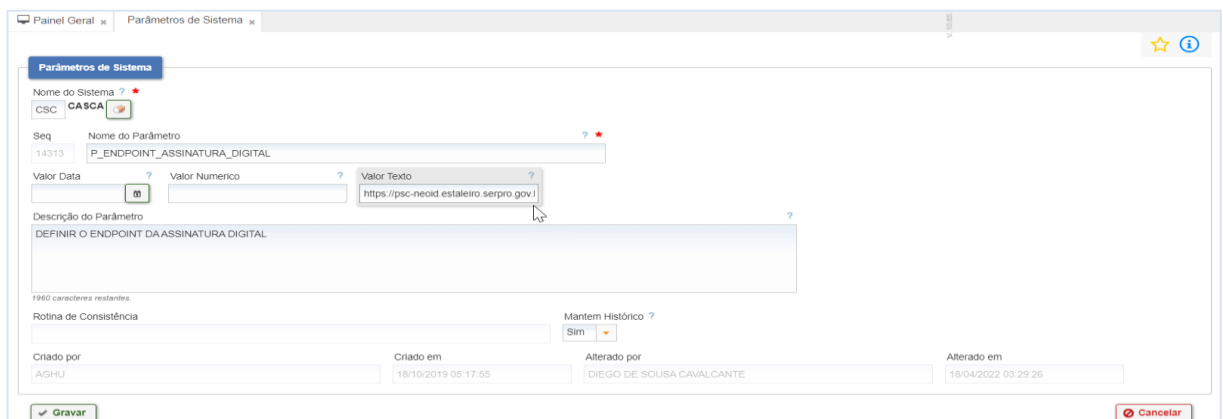 Painel Geral × Parâmetros de Sistema ×
V. 10.85
Parâmetros de Sistema
Nome do Sistema ? *
CSC CASCA
Seq Nome do Parâmetro ? *
14313 P_ENDPOINT_ASSINATURA_DIGITAL
Valor Data ? Valor Numerico ? Valor Texto ?
https://psc-neoid.estaleiro.serpro.gov.
Descrição do Parâmetro ?
DEFINIR O ENDPOINT DA ASSINATURA DIGITAL
1960 caracteres restantes.
Rotina de Consistência Mantem Histórico ?
Sim
Criado por Criado em Alterado por Alterado em
AGHU 18/10/2019 05:17:55 DIEGO DE SOUSA CAVALCANTE 18/04/2022 03:29:26
Gravar Cancelar